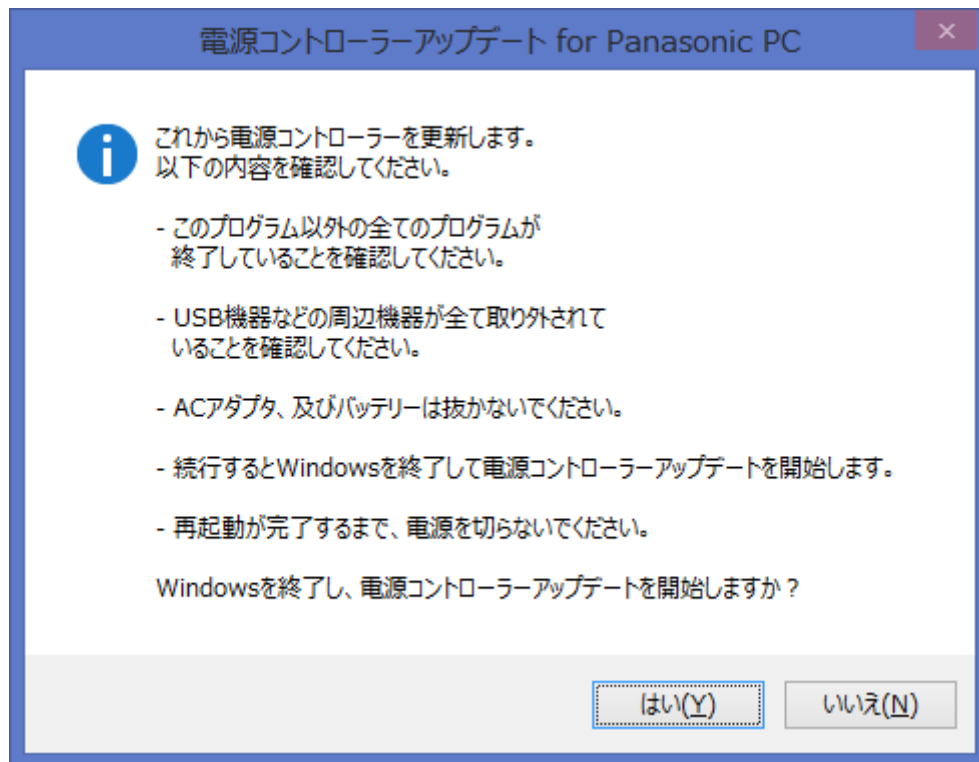 電源コントローラーアップデート for Panasonic PC
これから電源コントローラーを更新します。
以下の内容を確認してください。
- このプログラム以外の全てのプログラムが
終了していることを確認してください。
- USB機器などの周辺機器が全て取り外されて
いることを確認してください。
- ACアダプタ、及びバッテリーは抜かないでください。
- 続行するとWindowsを終了して電源コントローラーアップデートを開始します。
- 再起動が完了するまで、電源を切らないでください。
Windowsを終了し、電源コントローラーアップデートを開始しますか？
はい(Y)
いいえ(N)